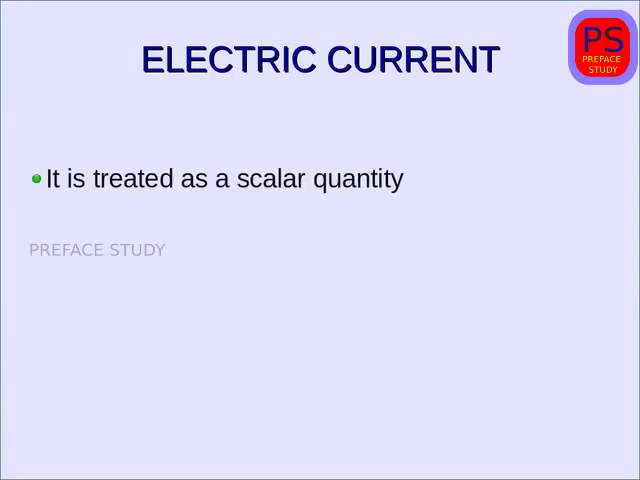 ELECTRIC CURRENT
PS
PREFACE
STUDY
It is treated as a scalar quantity
PREFACE STUDY